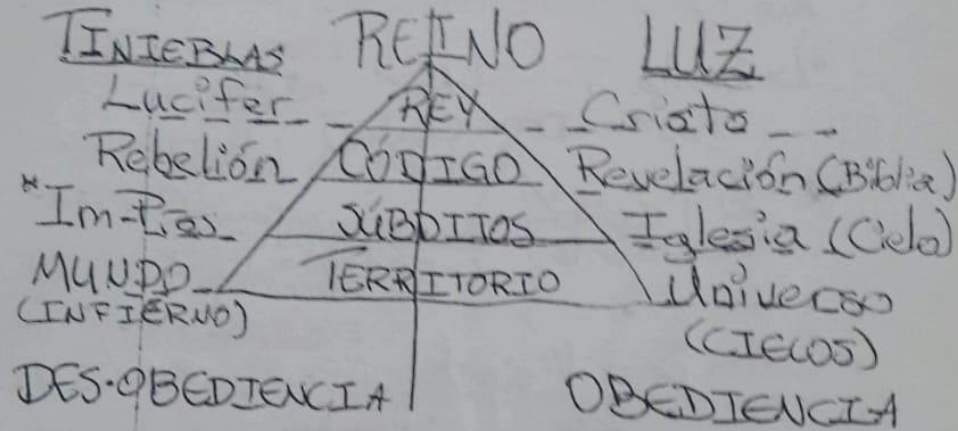 TINIEBLAS REINO LUZ
Lucifer REY Cristo
Rebelión CÓDIGO Revelación (Biblia)
*Im-Píos SÚBDITOS Iglesia (Cielo)
MUNDO TERRITORIO Universo
(INFIERNO) (CIELOS)
DES-OBEDIENCIA OBEDIENCIA